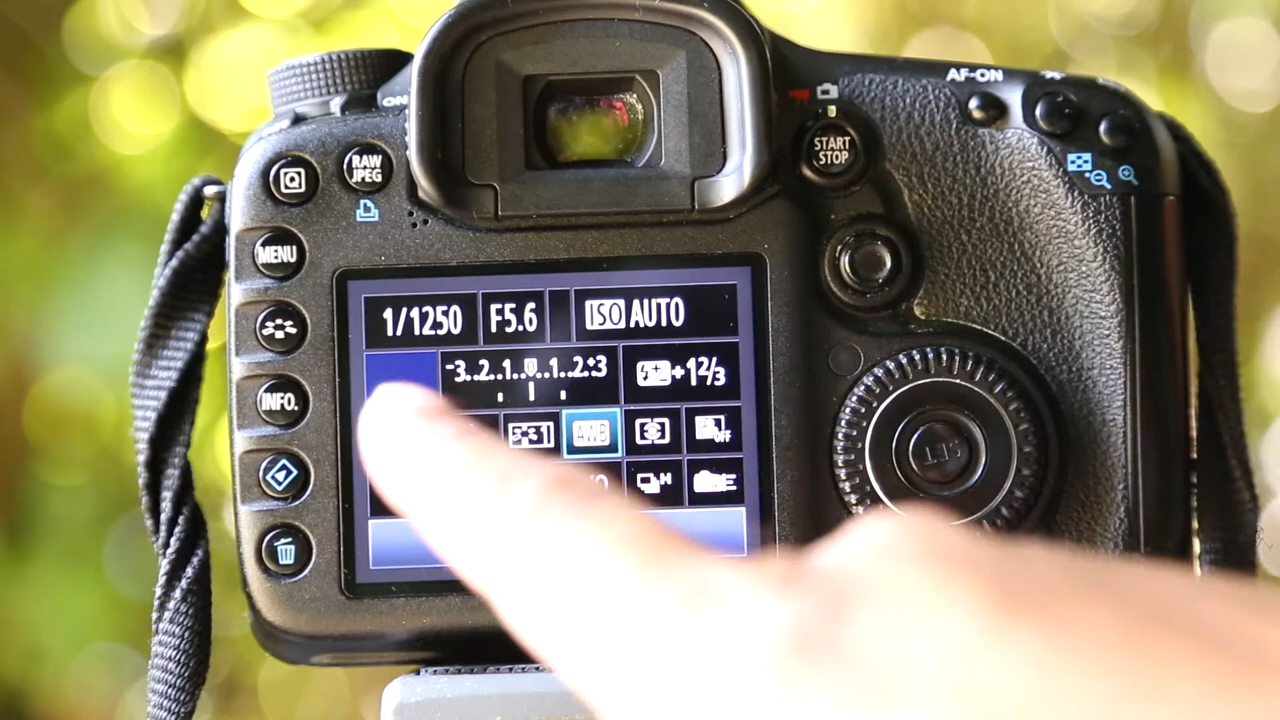 ON
AF-ON
Q
RAW
JPEG
START
STOP
MENU
INFO.
1/1250 F5.6 ISO AUTO
-3..2..1..0..1..2.:+3 +1 2/3
AWB OFF
H
SET